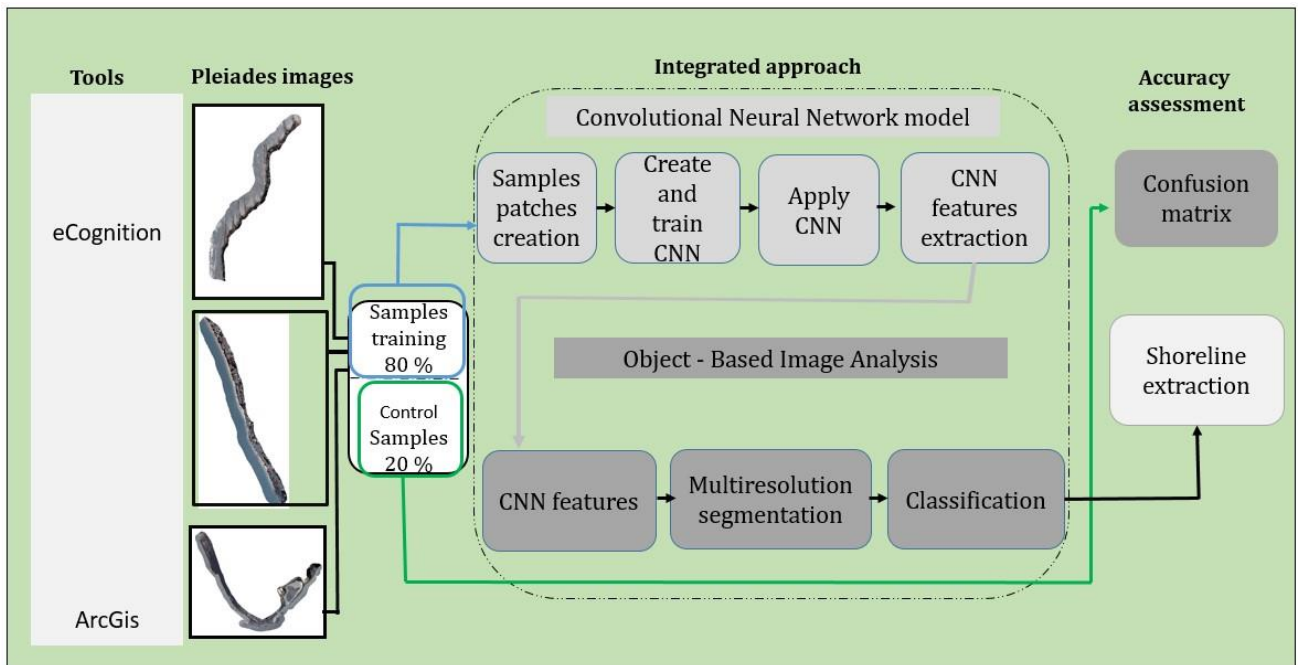 Tools
Pleiades images
Integrated approach
Accuracy
assessment
eCognition
ArcGis
Samples
training
80 %
Control
Samples
20 %
Convolutional Neural Network model
Samples
patches
creation
Create
and
train
CNN
Apply
CNN
CNN
features
extraction
Object - Based Image Analysis
CNN features
Multiresolution
segmentation
Classification
Confusion
matrix
Shoreline
extraction